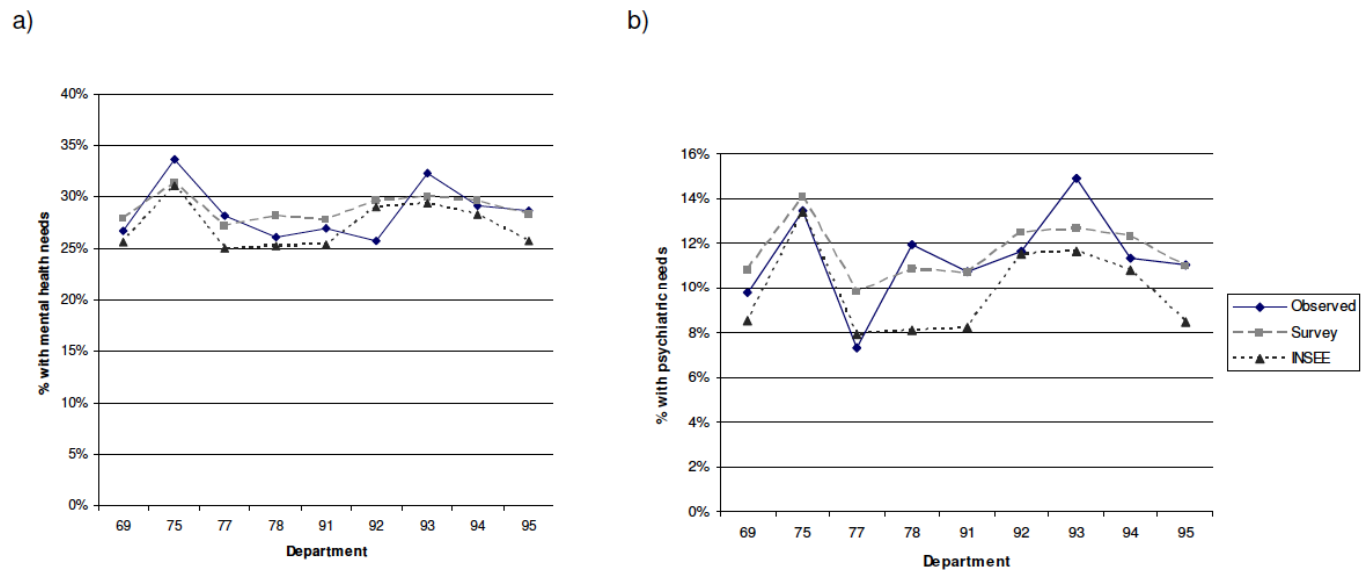 a)
40%
35%
30%
25%
20%
15%
10%
5%
0%
% with mental health needs
69 75 77 78 91 92 93 94 95
Department
b)
16%
14%
12%
10%
8%
6%
4%
2%
0%
% with psychiatric needs
69 75 77 78 91 92 93 94 95
Department
Observed
Survey
INSEE